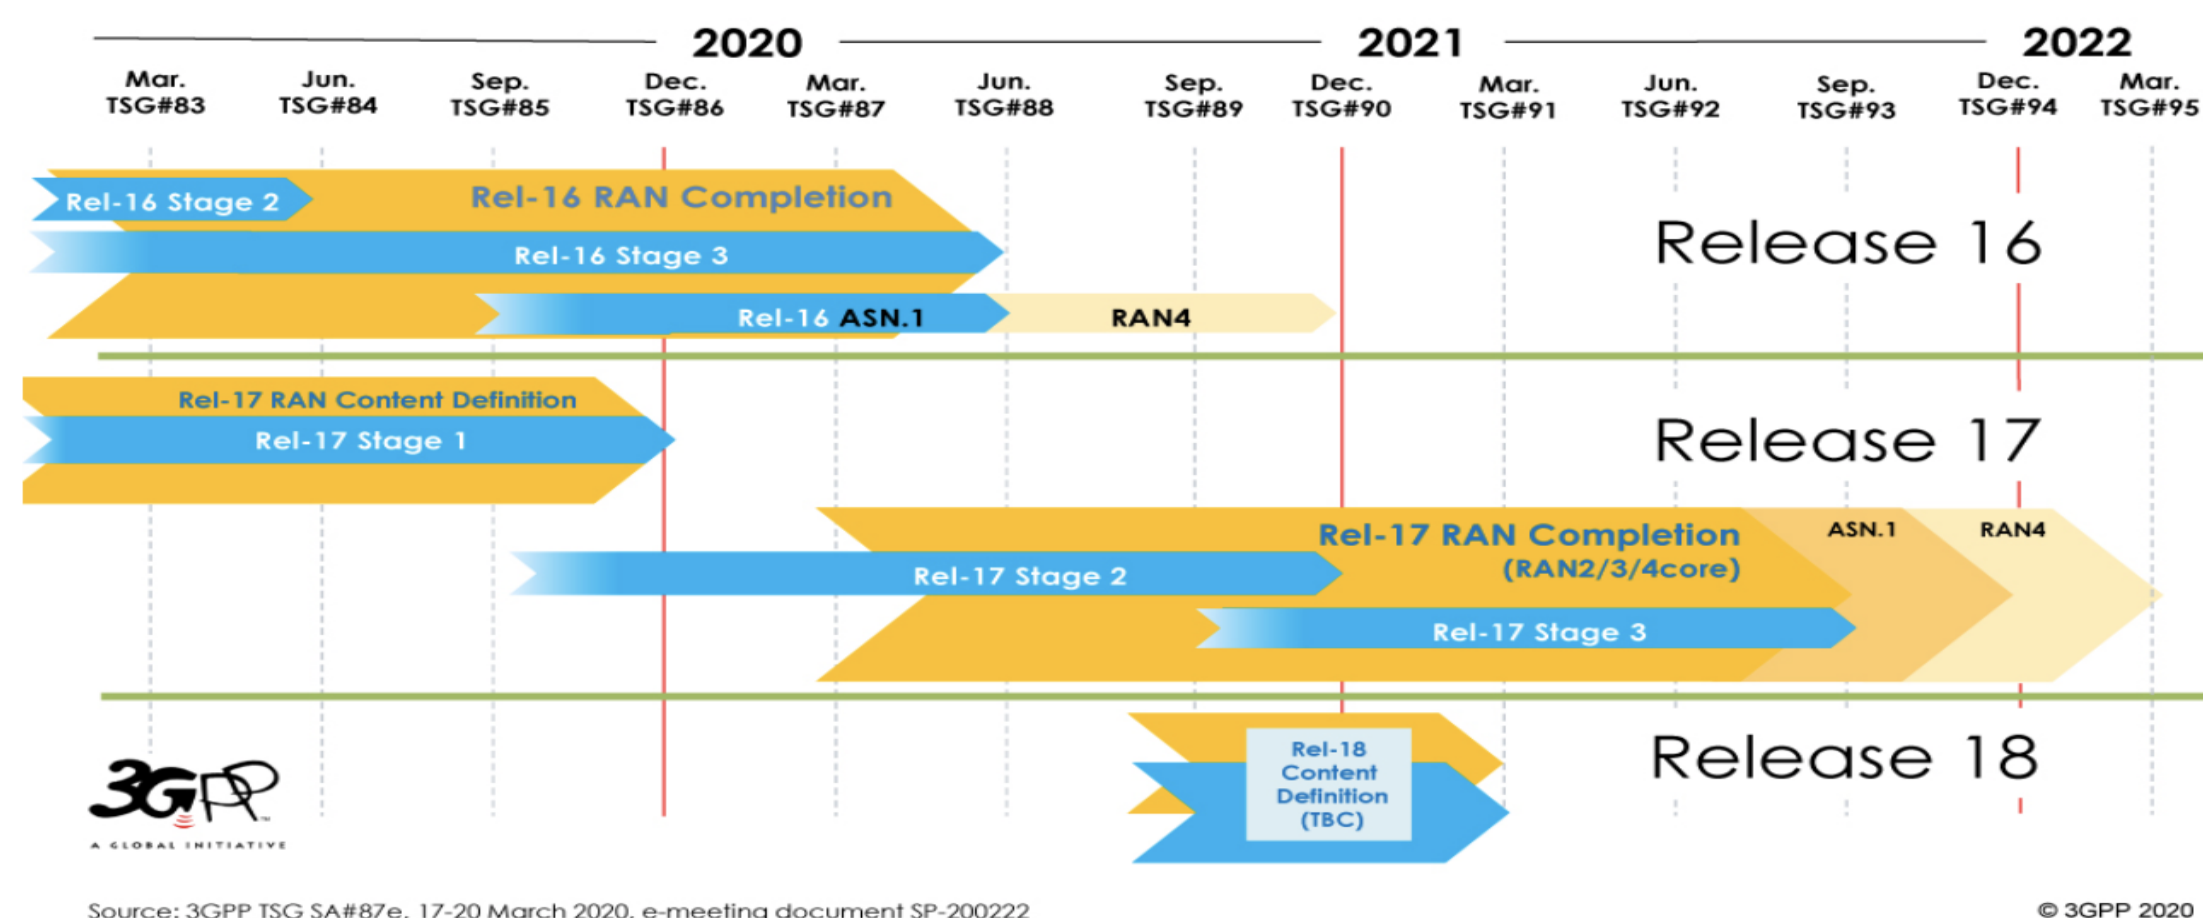 2020
2021
2022
Mar.
TSG#83
Jun.
TSG#84
Sep.
TSG#85
Dec.
TSG#86
Mar.
TSG#87
Jun.
TSG#88
Sep.
TSG#89
Dec.
TSG#90
Mar.
TSG#91
Jun.
TSG#92
Sep.
TSG#93
Dec.
TSG#94
Mar.
TSG#95
Rel-16 Stage 2
Rel-16 RAN Completion
Rel-16 Stage 3
Rel-16 ASN.1
RAN4
Release 16
Rel-17 RAN Content Definition
Rel-17 Stage 1
Release 17
Rel-17 RAN Completion
(RAN2/3/4core)
ASN.1
RAN4
Rel-17 Stage 2
Rel-17 Stage 3
Rel-18
Content
Definition
(TBC)
Release 18
3GPP
TM
A GLOBAL INITIATIVE
Source: 3GPP TSG SA#87e, 17-20 March 2020, e-meeting document SP-200222
© 3GPP 2020